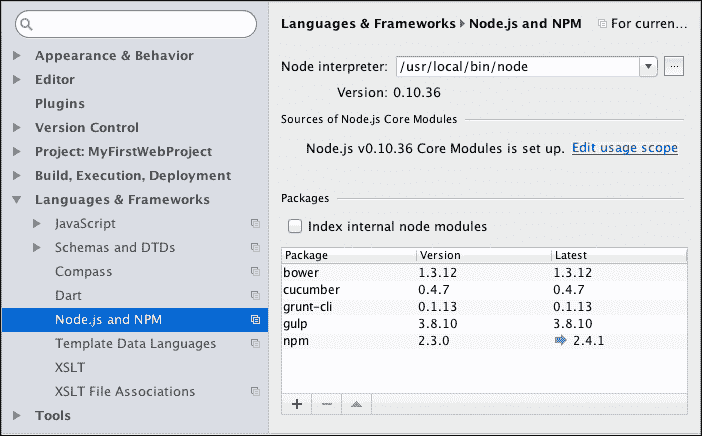 Appearance & Behavior
Editor
Plugins
Version Control
Project: MyFirstWebProject
Build, Execution, Deployment
Languages & Frameworks
JavaScript
Schemas and DTDs
Compass
Dart
Node.js and NPM
Template Data Languages
XSLT
XSLT File Associations
Tools
Languages & Frameworks ▸ Node.js and NPM For curren...
Node interpreter: /usr/local/bin/node ...
Version: 0.10.36
Sources of Node.js Core Modules
Node.js v0.10.36 Core Modules is set up. Edit usage scope
Packages
Index internal node modules
Package Version Latest
bower 1.3.12 1.3.12
cucumber 0.4.7 0.4.7
grunt-cli 0.1.13 0.1.13
gulp 3.8.10 3.8.10
npm 2.3.0 2.4.1